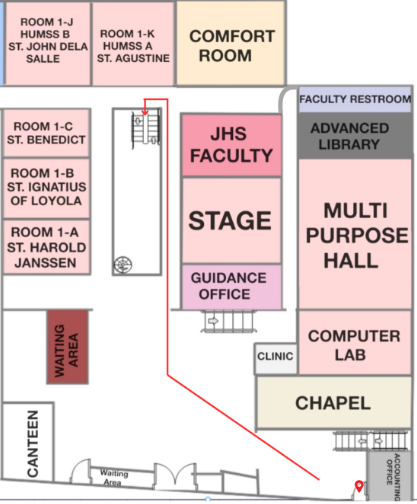 ROOM 1-J
HUMSS B
ST. JOHN DELA
SALLE
ROOM 1-K
HUMSS A
ST. AGUSTINE
COMFORT
ROOM
FACULTY RESTROOM
ADVANCED
LIBRARY
ROOM 1-C
ST. BENEDICT
ROOM 1-B
ST. IGNATIUS
OF LOYOLA
ROOM 1-A
ST. HAROLD
JANSSEN
JHS
FACULTY
STAGE
GUIDANCE
OFFICE
MULTI
PURPOSE
HALL
WAITING
AREA
CLINIC
COMPUTER
LAB
CHAPEL
CANTEEN
Waiting
Area
ACCOUNTING
OFFICE